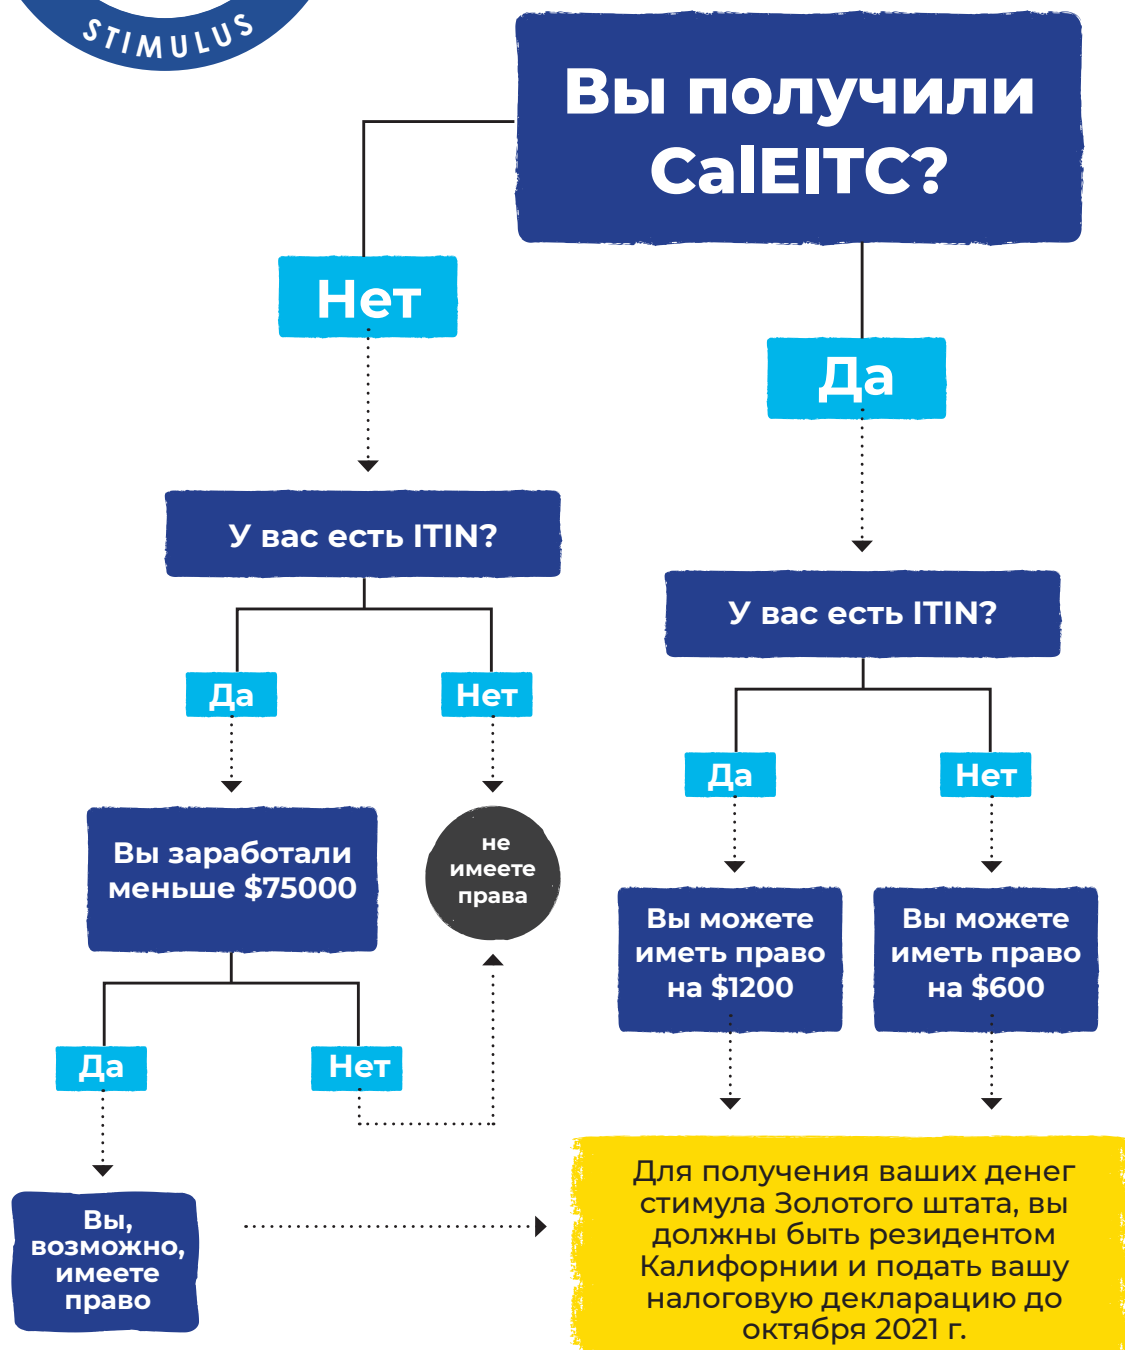 STIMULUS
Вы получили
CalEITC?
Нет
Да
У вас есть ITIN?
У вас есть ITIN?
Да
Нет
Да
Нет
Вы заработали
меньше $75000
не
имеете
права
Вы можете
иметь право
на $1200
Вы можете
иметь право
на $600
Да
Нет
Вы,
возможно,
имеете
право
Для получения ваших денег
стимула Золотого штата, вы
должны быть резидентом
Калифорнии и подать вашу
налоговую декларацию до
октября 2021 г.